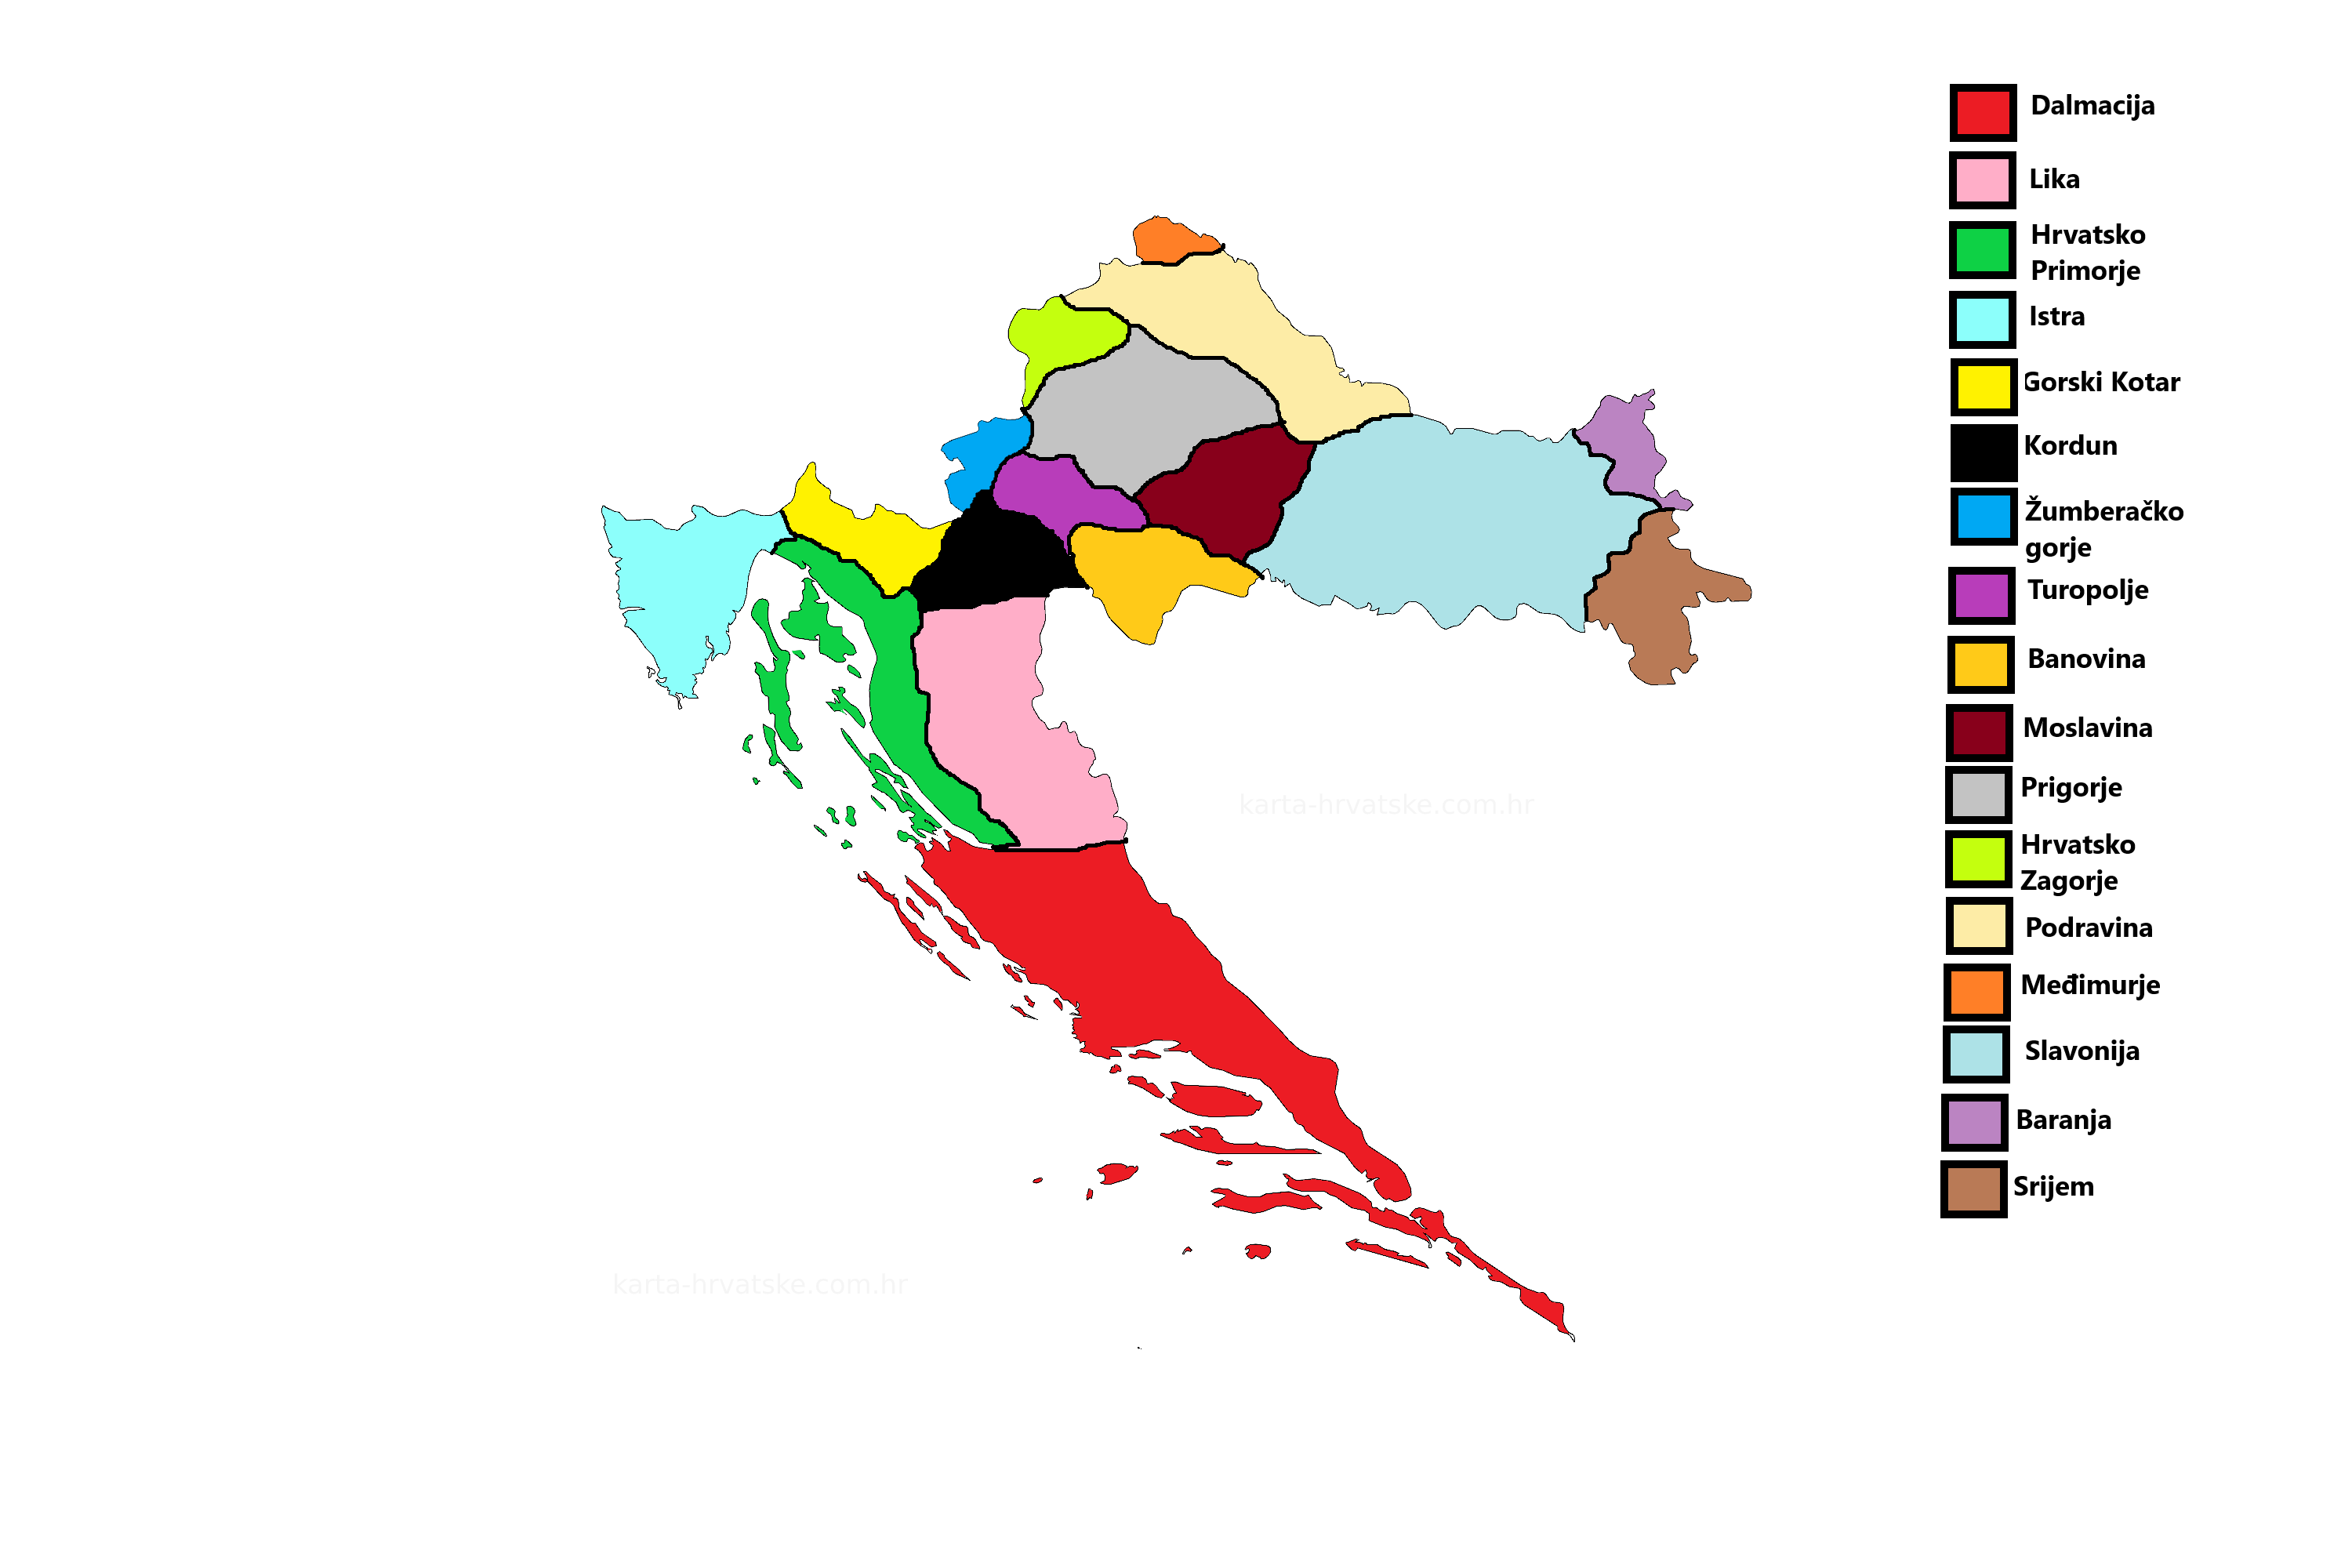 Dalmacija
Lika
Hrvatsko
Primorje
Istra
Gorski Kotar
Kordun
Žumberačko
gorje
Turopolje
Banovina
Moslavina
Prigorje
Hrvatsko
Zagorje
Podravina
Međimurje
Slavonija
Baranja
Srijem
karta-hrvatske.com.hr
karta-hrvatske.com.hr